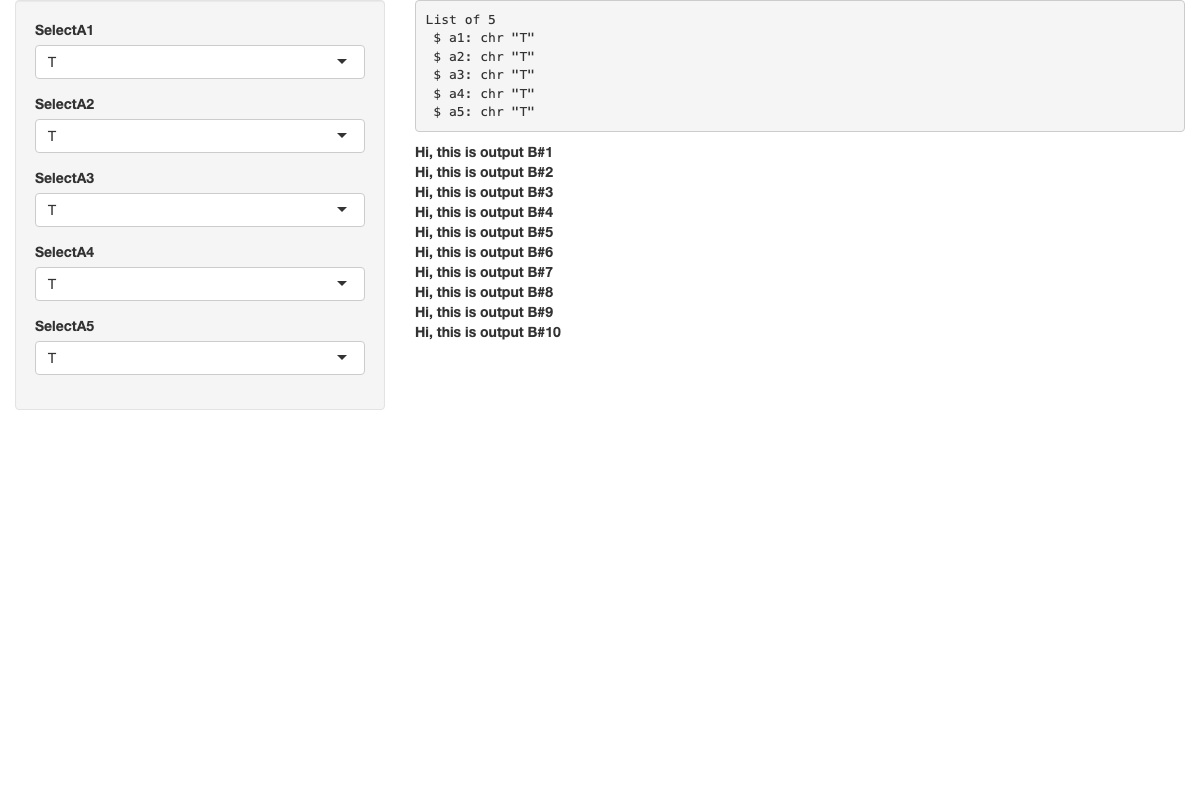 SelectA1
T
SelectA2
T
SelectA3
T
SelectA4
T
SelectA5
T
List of 5
 $ a1: chr "T"
 $ a2: chr "T"
 $ a3: chr "T"
 $ a4: chr "T"
 $ a5: chr "T"
Hi, this is output B#1
Hi, this is output B#2
Hi, this is output B#3
Hi, this is output B#4
Hi, this is output B#5
Hi, this is output B#6
Hi, this is output B#7
Hi, this is output B#8
Hi, this is output B#9
Hi, this is output B#10